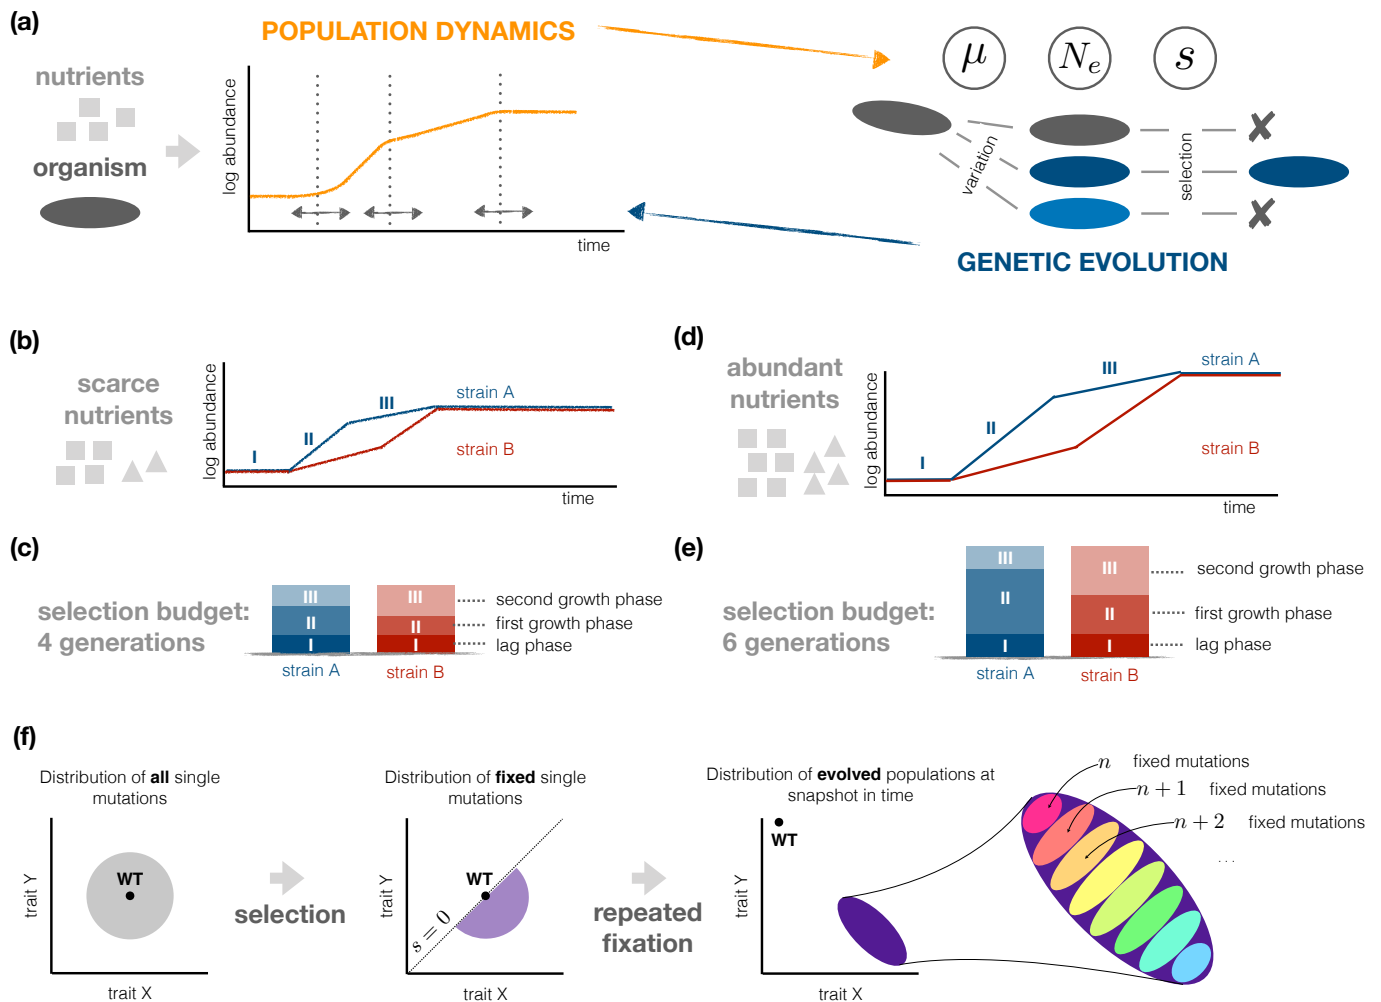 (a)
POPULATION DYNAMICS
nutrients
organism
log abundance
time
μ
Nₑ
s
variation
selection
GENETIC EVOLUTION
(b)
scarce
nutrients
log abundance
I
II
III
strain A
strain B
time
(d)
abundant
nutrients
log abundance
I
II
III
strain A
strain B
time
(c)
selection budget:
4 generations
III
II
I
III
II
I
strain A
strain B
second growth phase
first growth phase
lag phase
(e)
selection budget:
6 generations
III
II
I
III
II
I
strain A
strain B
second growth phase
first growth phase
lag phase
(f)
Distribution of all single
mutations
WT
trait Y
trait X
selection
Distribution of fixed single
mutations
WT
s = 0
trait Y
trait X
repeated
fixation
Distribution of evolved populations at
snapshot in time
WT
trait Y
trait X
n fixed mutations
n + 1 fixed mutations
n + 2 fixed mutations
...